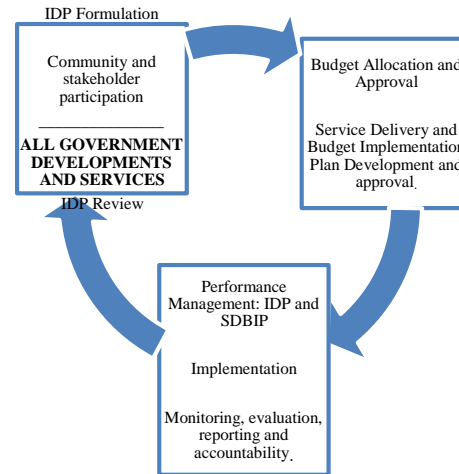 IDP Formulation
Community and
stakeholder
participation
________________
ALL GOVERNMENT
DEVELOPMENTS
AND SERVICES
IDP Review
Budget Allocation and
Approval
Service Delivery and
Budget Implementation
Plan Development and
approval.
Performance
Management: IDP and
SDBIP
Implementation
Monitoring, evaluation,
reporting and
accountability.